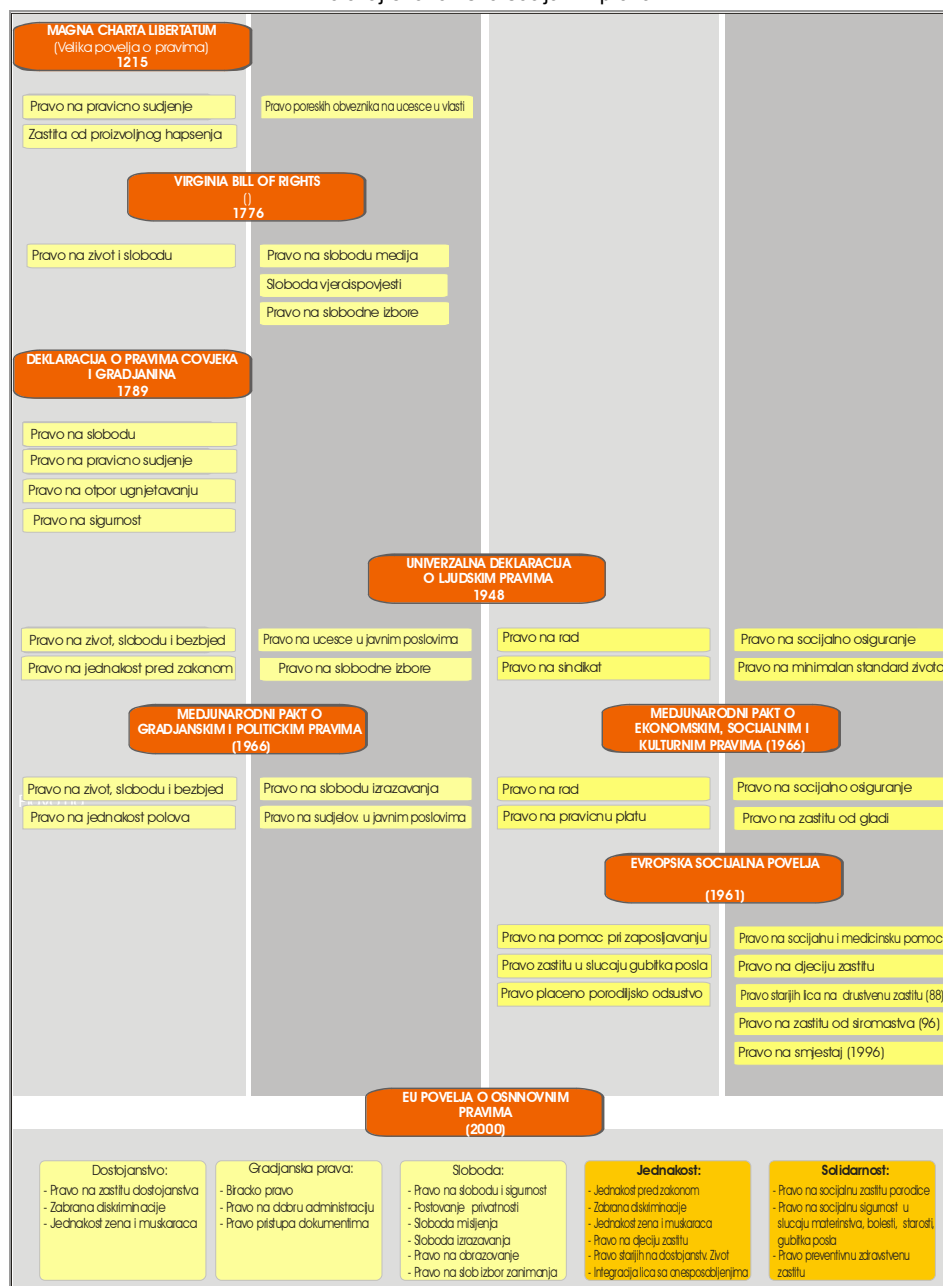 MAGNA CHARTA LIBERTATUM
(Velika povelja o pravima)
1215
Pravo na pravicno sudjenje
Pravo poreskih obveznika na ucesce u vlasti
Zastita od proizvoljnog hapsenja
VIRGINIA BILL OF RIGHTS
()
1776
Pravo na zivot i slobodu
Pravo na slobodu medija
Sloboda vjeroispovjesti
Pravo na slobodne izbore
DEKLARACIJA O PRAVIMA COVJEKA
I GRADJANINA
1789
Pravo na slobodu
Pravo na pravicno sudjenje
Pravo na otpor ugnjetavanju
Pravo na sigurnost
UNIVERZALNA DEKLARACIJA
O LJUDSKIM PRAVIMA
1948
Pravo na zivot, slobodu i bezbjed
Pravo na ucesce u javnim poslovima
Pravo na rad
Pravo na socijalno osiguranje
Pravo na jednakost pred zakonom
Pravo na slobodne izbore
Pravo na sindikat
Pravo na minimalan standard zivota
MEDJUNARODNI PAKT O
GRADJANSKIM I POLITICKIM PRAVIMA
(1966)
MEDJUNARODNI PAKT O
EKONOMSKIM, SOCIJALNIM I
KULTURNIM PRAVIMA (1966)
Pravo na zivot, slobodu i bezbjed
Pravo na slobodu izrazavanja
Pravo na rad
Pravo na socijalno osiguranje
Pravo na jednakost polova
Pravo na sudjelov. u javnim poslovima
Pravo na pravicnu platu
Pravo na zastitu od gladi
EVROPSKA SOCIJALNA POVELJA
(1961)
Pravo na pomoc pri zaposljavanju
Pravo na socijalnu i medicinsku pomoc
Pravo zastitu u slucaju gubitka posla
Pravo na djeciju zastitu
Pravo placeno porodiljsko odsustvo
Pravo starijih lica na drustvenu zastitu (88)
Pravo na zastitu od siromastva (96)
Pravo na smjestaj (1996)
EU POVELJA O OSNNOVNIM
PRAVIMA
(2000)
Dostojanstvo:
- Pravo na zastitu dostojanstva
- Zabrana diskriminacije
- Jednakost zena i muskaraca
Gradjanska prava:
- Biracko pravo
- Pravo na dobru administraciju
- Pravo pristupa dokumentima
Sloboda:
- Pravo na slobodu i sigurnost
- Postovanje privatnosti
- Sloboda misljenja
- Sloboda izrazavanja
- Pravo na obrazovanje
- Pravo na slob izbor zanimanja
Jednakost:
- Jednakost pred zakonom
- Zabrana diskriminacije
- Jednakost zena i muskaraca
- Pravo na djeciju zastitu
- Pravo starijih na dostojanstv. Zivot
- Integracija lica sa onesposobljenjima
Solidarnost:
- Pravo na socijalnu zastitu porodice
- Pravo na socijalnu sigurnost u
slucaju materinstva, bolesti, starosti,
gubitka posla
- Pravo preventivnu zdravstvenu
zastitu